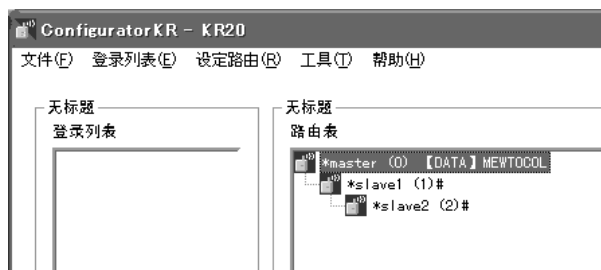 ConfiguratorKR - KR20
文件(F) 登录列表(E) 设定路由(R) 工具(T) 帮助(H)
无标题
登录列表
无标题
路由表
*master (0) 【DATA】MEWTOCOL
*slave1 (1)#
*slave2 (2)#